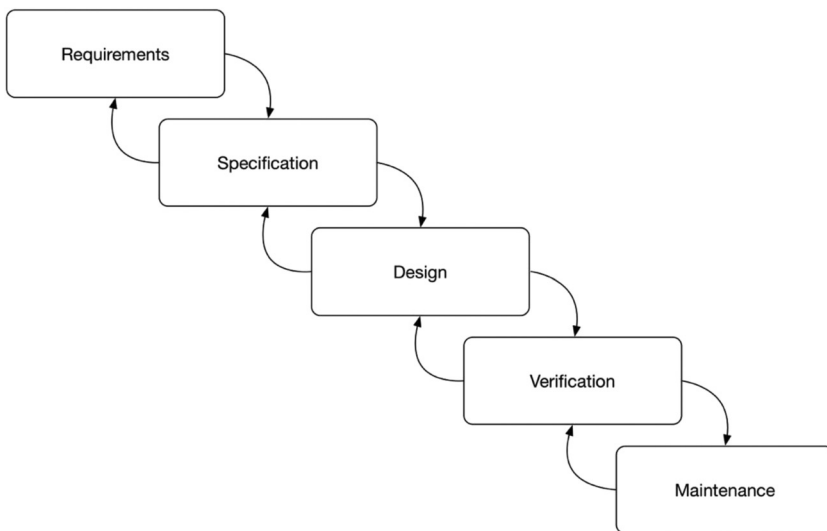 Requirements
Specification
Design
Verification
Maintenance